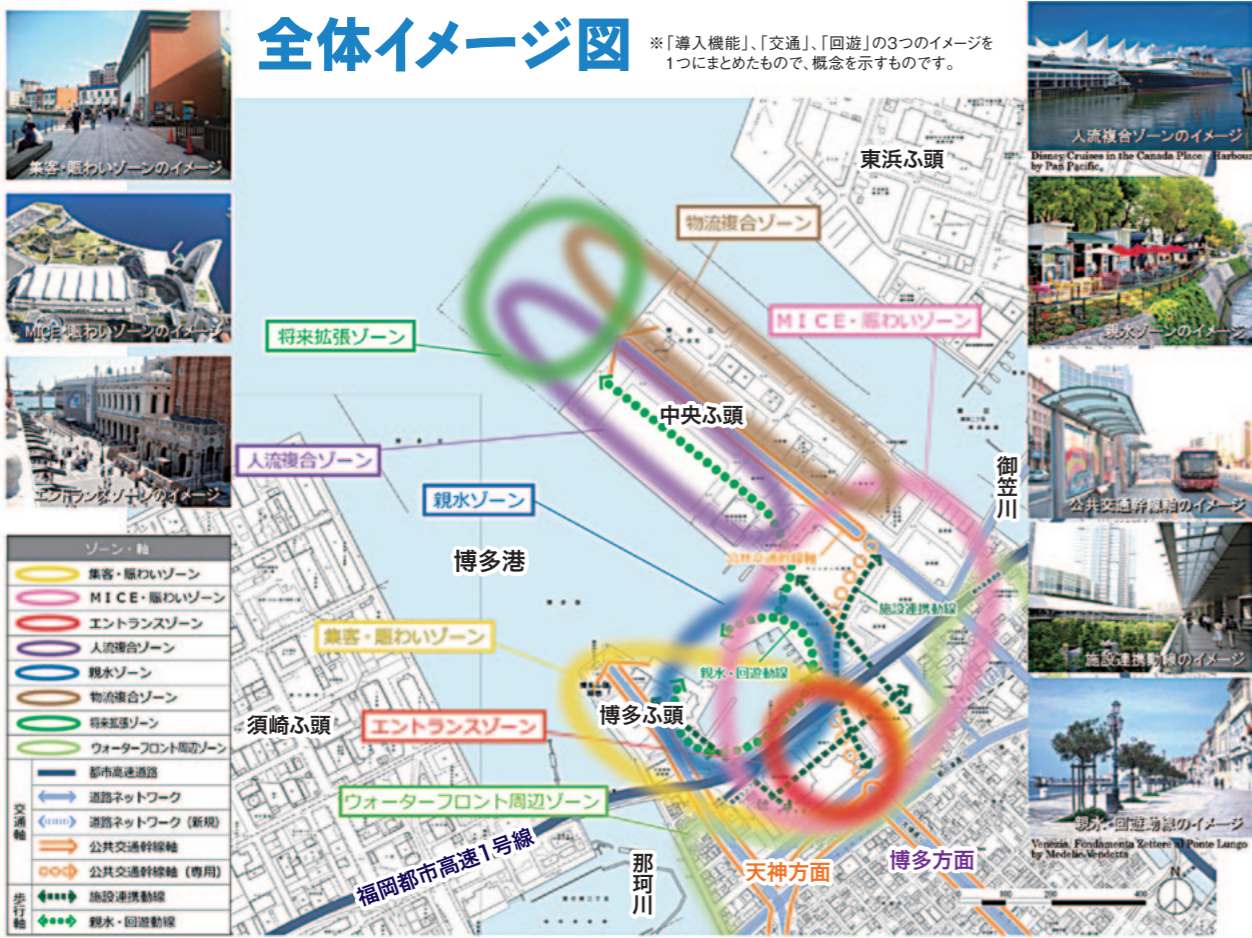 全体イメージ図
※「導入機能」、「交通」、「回遊」の3つのイメージを
1つにまとめたもので、概念を示すものです。
集客・賑わいゾーンのイメージ
MICE・賑わいゾーンのイメージ
エントランスゾーンのイメージ
人流複合ゾーンのイメージ
Disney Cruises in the Canada Place Harbour
by Pan Pacific,
親水ゾーンのイメージ
公共交通幹線軸のイメージ
施設連携動線のイメージ
親水・回遊動線のイメージ
Venezia, Fondamenta Zettere al Ponte Lungo
by Medelie Vendetta
東浜ふ頭
物流複合ゾーン
MICE・賑わいゾーン
将来拡張ゾーン
中央ふ頭
人流複合ゾーン
御笠川
親水ゾーン
博多港
公共交通幹線軸
施設連携動線
集客・賑わいゾーン
親水・回遊動線
博多ふ頭
須崎ふ頭
エントランスゾーン
ウォーターフロント周辺ゾーン
福岡都市高速1号線
那珂川
天神方面
博多方面
N
0 100 200 400
ゾーン・軸
集客・賑わいゾーン
MICE・賑わいゾーン
エントランスゾーン
人流複合ゾーン
親水ゾーン
物流複合ゾーン
将来拡張ゾーン
ウォーターフロント周辺ゾーン
交通軸
都市高速道路
道路ネットワーク
道路ネットワーク（新規）
公共交通幹線軸
公共交通幹線軸（専用）
歩行軸
施設連携動線
親水・回遊動線